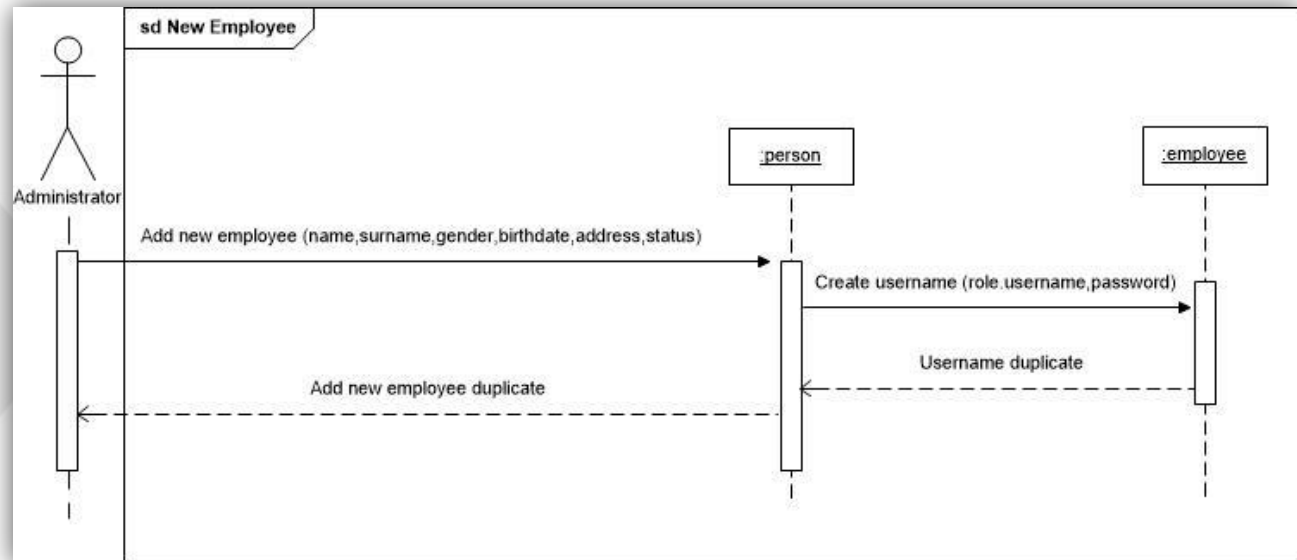 sd New Employee
:person
:employee
Administrator
Add new employee (name,surname,gender,birthdate,address,status)
Create username (role.username,password)
Username duplicate
Add new employee duplicate